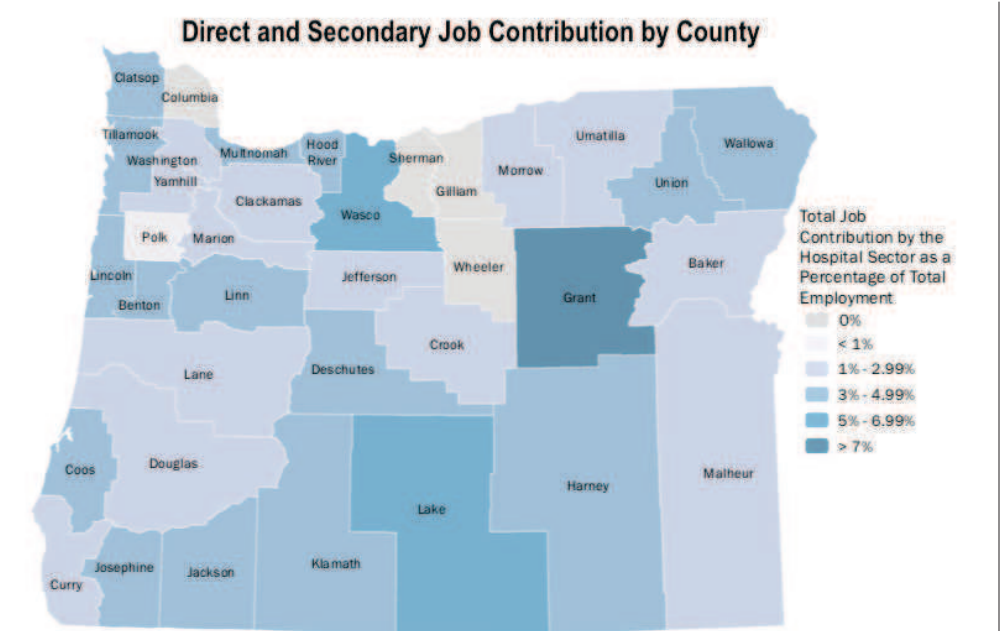 Direct and Secondary Job Contribution by County
Clatsop
Columbia
Tillamook
Washington
Multnomah
Hood
River
Sherman
Umatilla
Wallowa
Yamhill
Gilliam
Morrow
Union
Clackamas
Wasco
Polk
Marion
Lincoln
Benton
Linn
Jefferson
Wheeler
Grant
Baker
Lane
Deschutes
Crook
Coos
Douglas
Lake
Harney
Malheur
Curry
Josephine
Jackson
Klamath
Total Job
Contribution by the
Hospital Sector as a
Percentage of Total
Employment
0%
< 1%
1% - 2.99%
3% - 4.99%
5% - 6.99%
> 7%